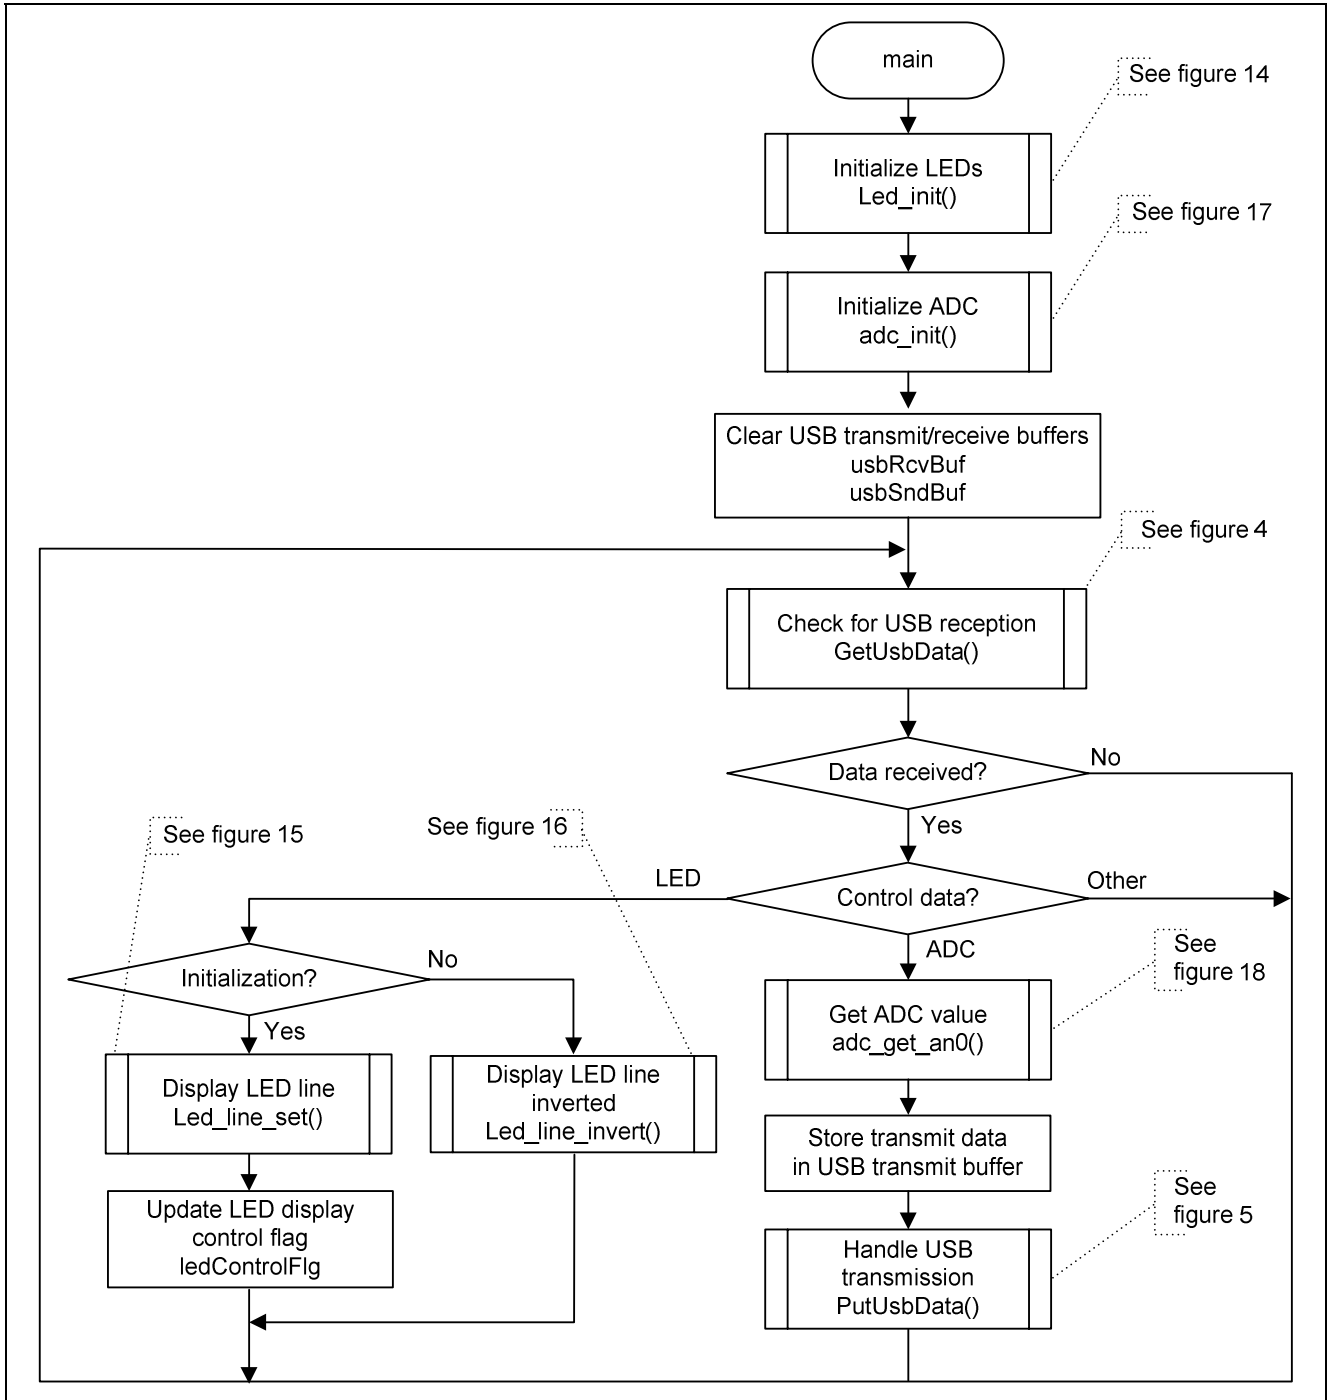 main
See figure 14
Initialize LEDs
Led_init()
See figure 17
Initialize ADC
adc_init()
Clear USB transmit/receive buffers
usbRcvBuf
usbSndBuf
See figure 4
Check for USB reception
GetUsbData()
Data received?
No
Yes
See figure 15
See figure 16
LED
Control data?
Other
ADC
Initialization?
No
Yes
See
figure 18
Get ADC value
adc_get_an0()
Display LED line
Led_line_set()
Display LED line
inverted
Led_line_invert()
Store transmit data
in USB transmit buffer
Update LED display
control flag
ledControlFlg
See
figure 5
Handle USB
transmission
PutUsbData()